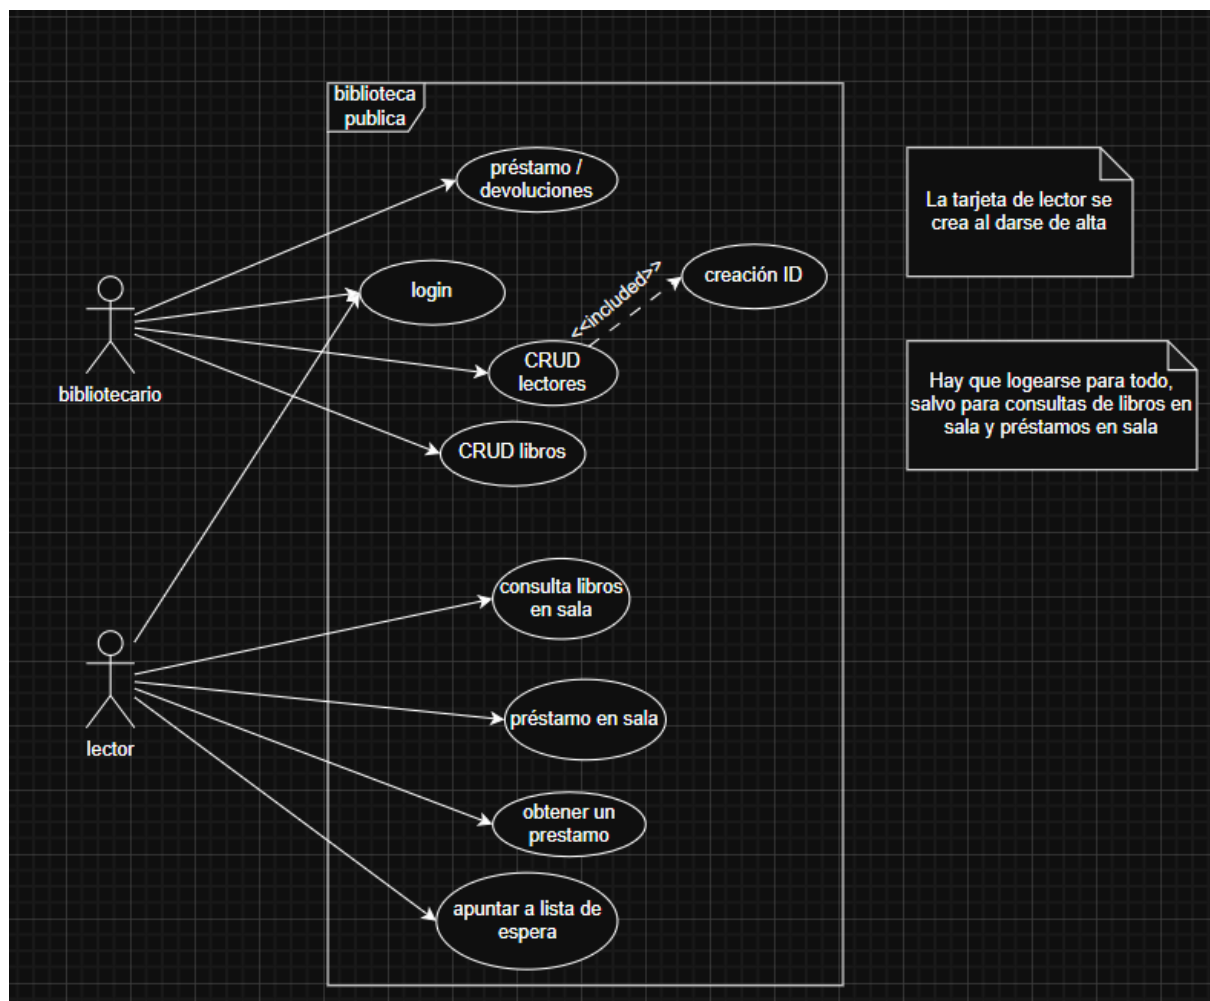 biblioteca
publica
préstamo /
devoluciones
La tarjeta de lector se
crea al darse de alta
login
<<included>>
creación ID
bibliotecario
CRUD
lectores
Hay que logearse para todo,
salvo para consultas de libros en
sala y préstamos en sala
CRUD libros
consulta libros
en sala
préstamo en sala
lector
obtener un
prestamo
apuntar a lista de
espera